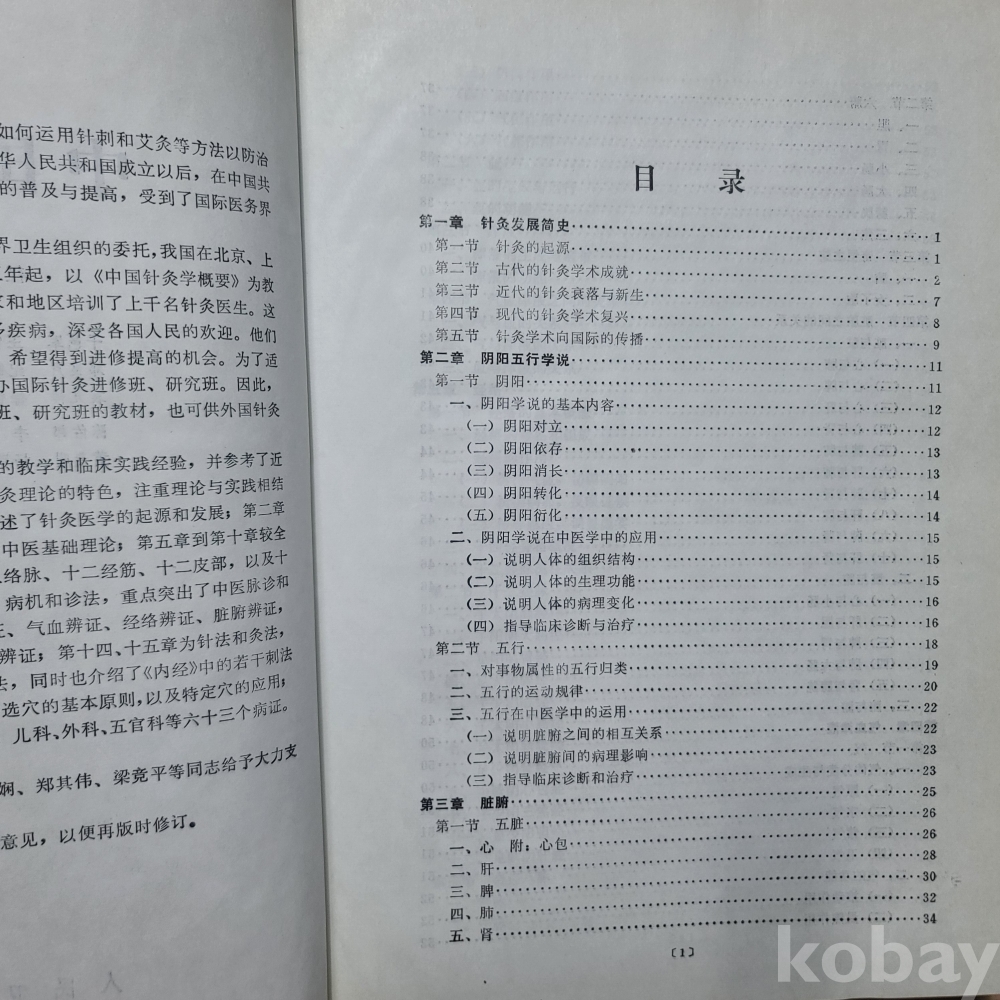 如何运用针刺和艾灸等方法以防治
华人民共和国成立以后，在中国共
的普及与提高，受到了国际医务界
界卫生组织的委托，我国在北京、上
年起，以《中国针灸学概要》为教
和地区培训了上千名针灸医生。这
多疾病，深受各国人民的欢迎。他们
希望得到进修提高的机会。为了适
办国际针灸进修班、研究班。因此，
班、研究班的教材，也可供外国针灸
的教学和临床实践经验，并参考了近
灸理论的特色，注重理论与实践相结
述了针灸医学的起源和发展；第二章
中医基础理论；第五章到第十章较全
络脉、十二经筋、十二皮部，以及十
病机和诊法，重点突出了中医脉诊和
、气血辨证、经络辨证、脏腑辨证，
辨证；第十四、十五章为针法和灸法，
去，同时也介绍了《内经》中的若干刺法
选穴的基本原则，以及特定穴的应用；
儿科、外科、五官科等六十三个病证。
娴、郑其伟、梁竞平等同志给予大力支
意见，以便再版时修订。
目 录
第一章 针灸发展简史……1
第一节 针灸的起源……1
第二节 古代的针灸学术成就……2
第三节 近代的针灸衰落与新生……7
第四节 现代的针灸学术复兴……8
第五节 针灸学术向国际的传播……9
第二章 阴阳五行学说……11
第一节 阴阳……11
一、阴阳学说的基本内容……12
（一）阴阳对立……12
（二）阴阳依存……13
（三）阴阳消长……13
（四）阴阳转化……14
（五）阴阳衍化……14
二、阴阳学说在中医学中的应用……15
（一）说明人体的组织结构……15
（二）说明人体的生理功能……15
（三）说明人体的病理变化……16
（四）指导临床诊断与治疗……16
第二节 五行……18
一、对事物属性的五行归类……19
二、五行的运动规律……20
三、五行在中医学中的运用……22
（一）说明脏腑之间的相互关系……22
（二）说明脏腑间的病理影响……23
（三）指导临床诊断和治疗……23
第三章 脏腑……25
第一节 五脏……26
一、心 附：心包……26
二、肝……28
三、脾……30
四、肺……32
五、肾……34
〔1〕
kobay